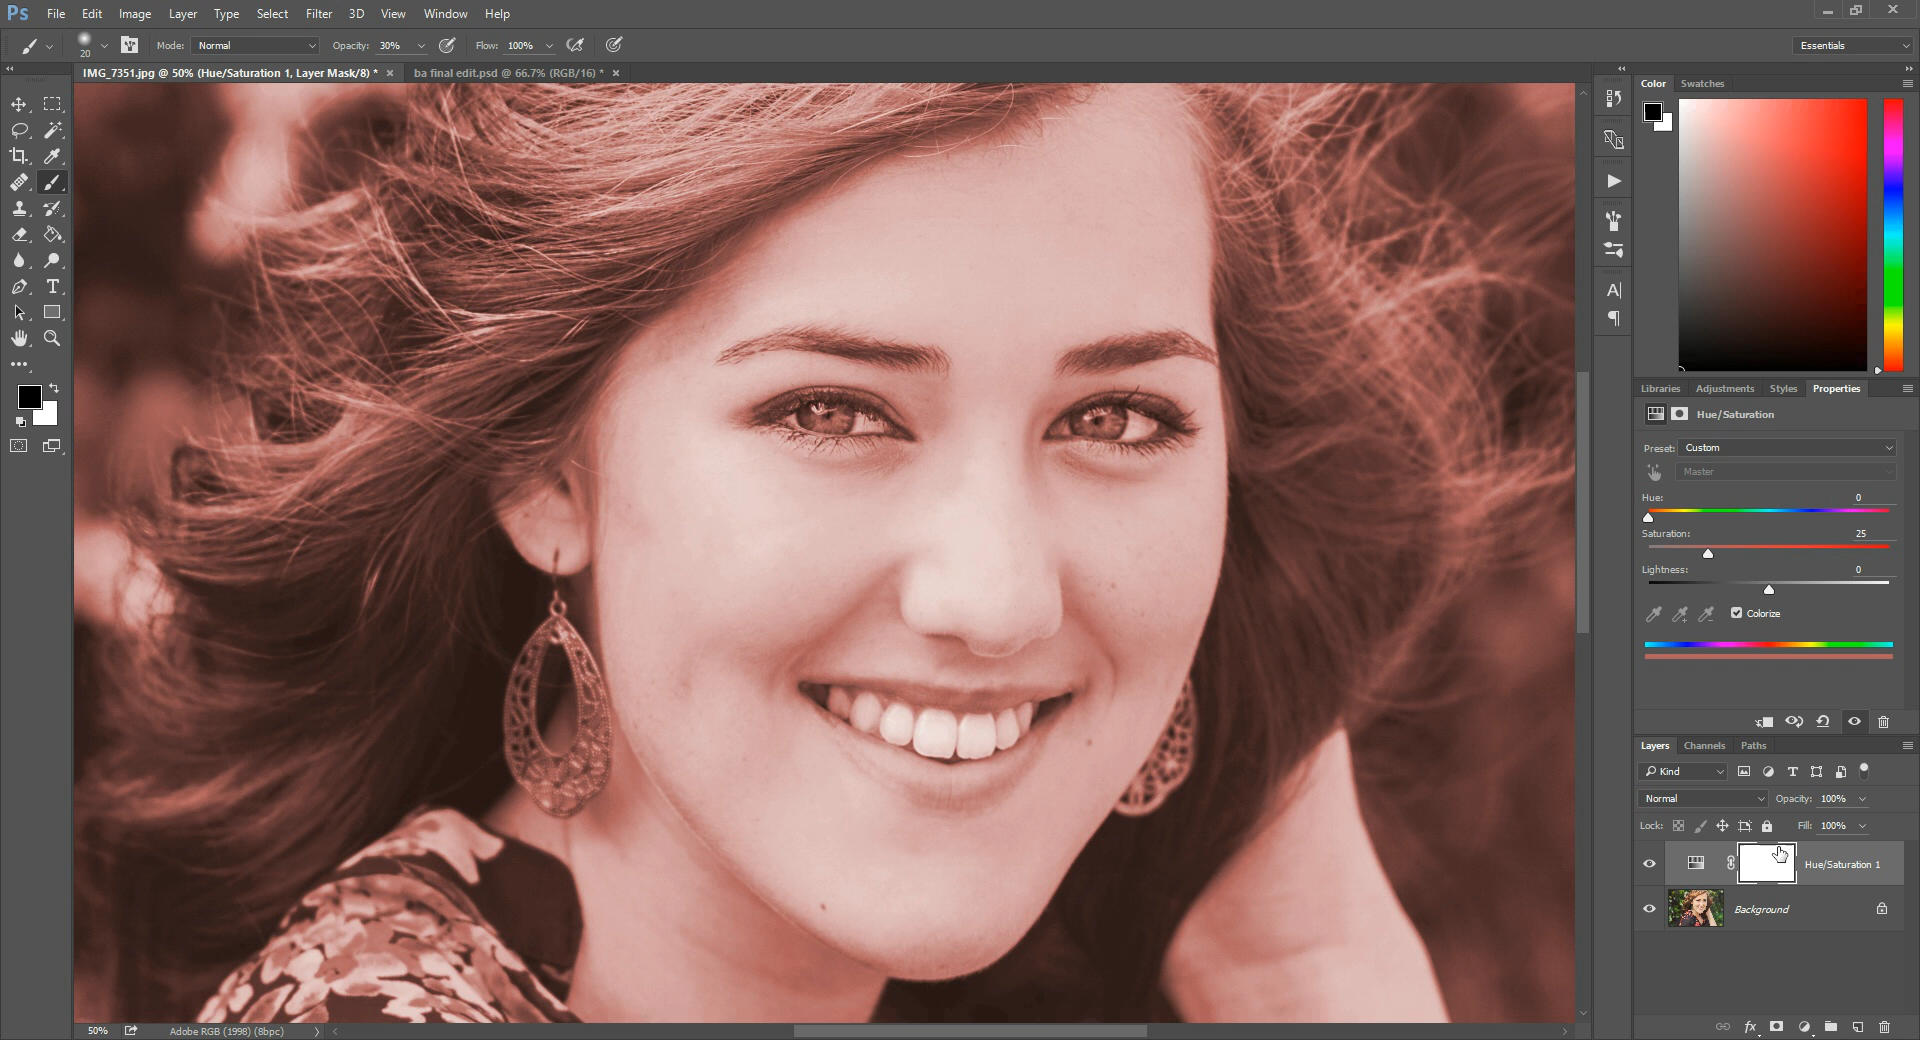 Ps File Edit Image Layer Type Select Filter 3D View Window Help
20 Mode: Normal Opacity: 30% Flow: 100% Essentials
IMG_7351.jpg @ 50% (Hue/Saturation 1, Layer Mask/8) * × ba final edit.psd @ 66.7% (RGB/16) * ×
Color Swatches
Libraries Adjustments Styles Properties
Hue/Saturation
Preset: Custom
Master
Hue: 0
Saturation: 25
Lightness: 0
Colorize
Layers Channels Paths
Kind
Normal Opacity: 100%
Lock: Fill: 100%
Hue/Saturation 1
Background
fx
50% Adobe RGB (1998) (8bpc)